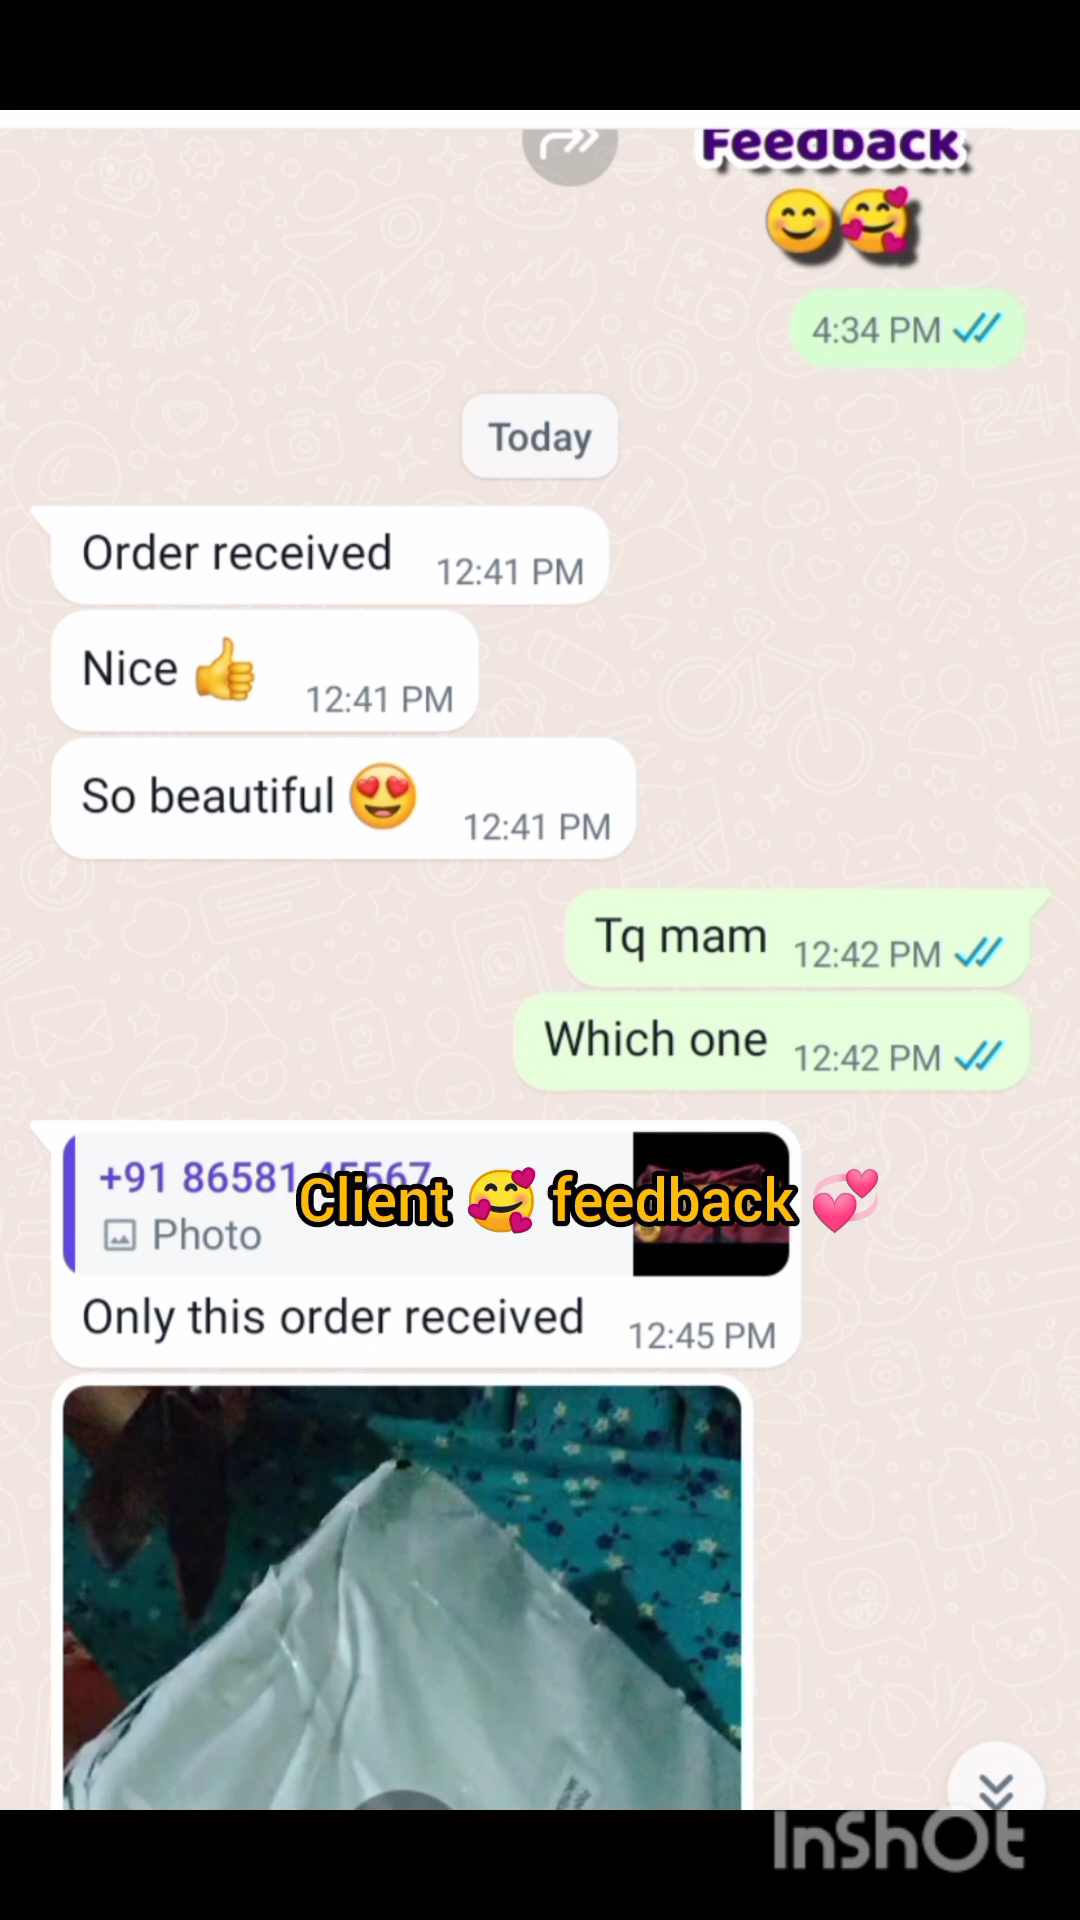 Feedback
😊🥰
4:34 PM
Today
Order received 12:41 PM
Nice 👍 12:41 PM
So beautiful 😍 12:41 PM
Tq mam 12:42 PM
Which one 12:42 PM
+91 86581 45567
Client 🥰 feedback 💞
Photo
Only this order received 12:45 PM
InShOt